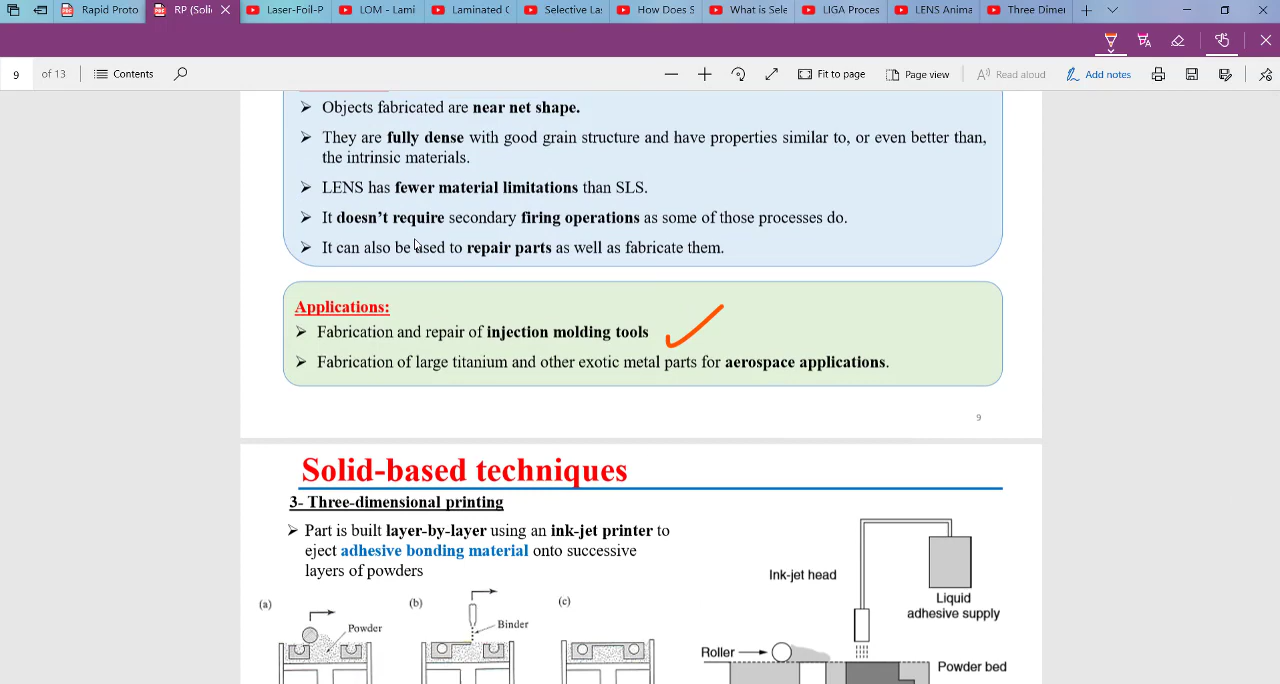 Rapid Proto
RP (Soli
Laser-Foil-P
LOM - Lami
Laminated C
Selective La
How Does S
What is Sele
LIGA Proces
LENS Anima
Three Dimer
9 of 13 Contents Fit to page Page view Read aloud Add notes
➢ Objects fabricated are near net shape.
➢ They are fully dense with good grain structure and have properties similar to, or even better than,
the intrinsic materials.
➢ LENS has fewer material limitations than SLS.
➢ It doesn’t require secondary firing operations as some of those processes do.
➢ It can also be used to repair parts as well as fabricate them.
Applications:
➢ Fabrication and repair of injection molding tools
➢ Fabrication of large titanium and other exotic metal parts for aerospace applications.
9
Solid-based techniques
3- Three-dimensional printing
➢ Part is built layer-by-layer using an ink-jet printer to
eject adhesive bonding material onto successive
layers of powders
(a)
Powder
(b)
Binder
(c)
Ink-jet head
Liquid
adhesive supply
Roller
Powder bed